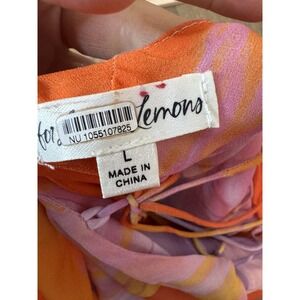 for Lemons
NU 1055107825
L
MADE IN
CHINA